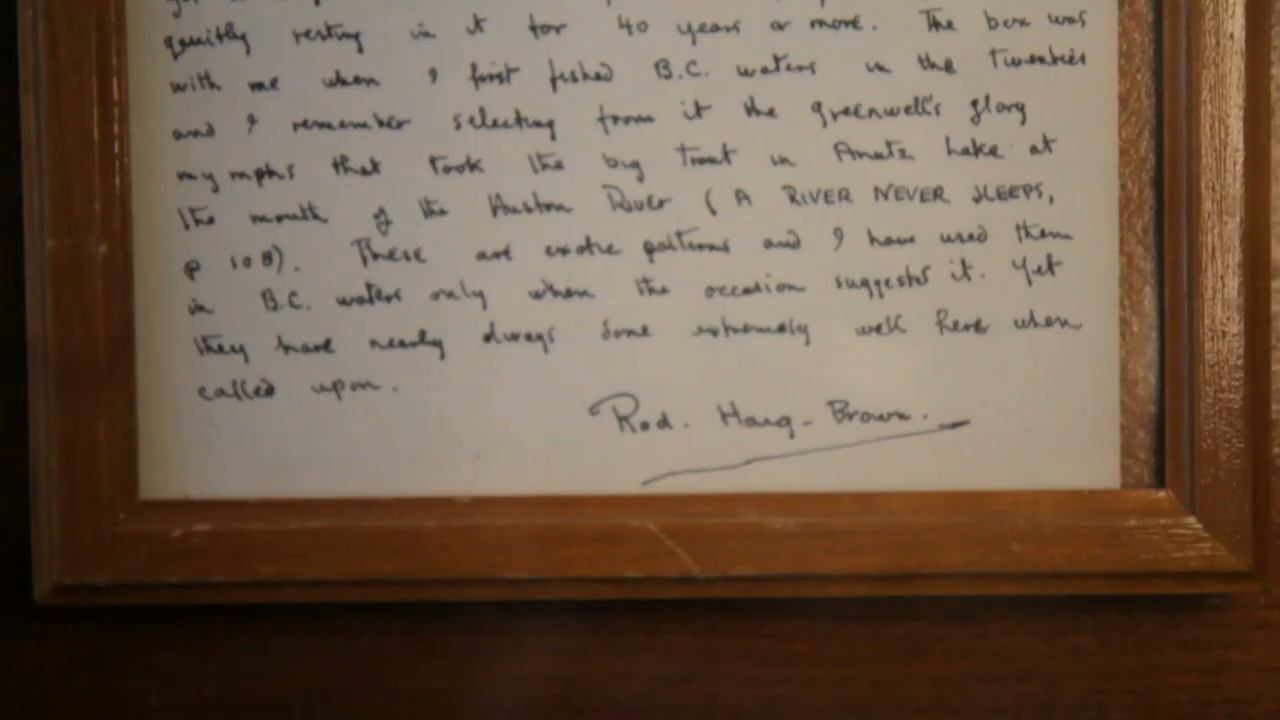 quietly resting in it for 40 years or more. The box was
with me when I first fished B.C. waters in the Twenties
and I remember selecting from it the greenwell's glory
nymphs that took the big trout in Lake at
the mouth of the River (A RIVER NEVER SLEEPS,
p 108). These are exotic patterns and I have used them
in B.C. waters only when the occasion suggests it. Yet
they have nearly always done extremely well here when
called upon.
Rod. Haig-Brown.